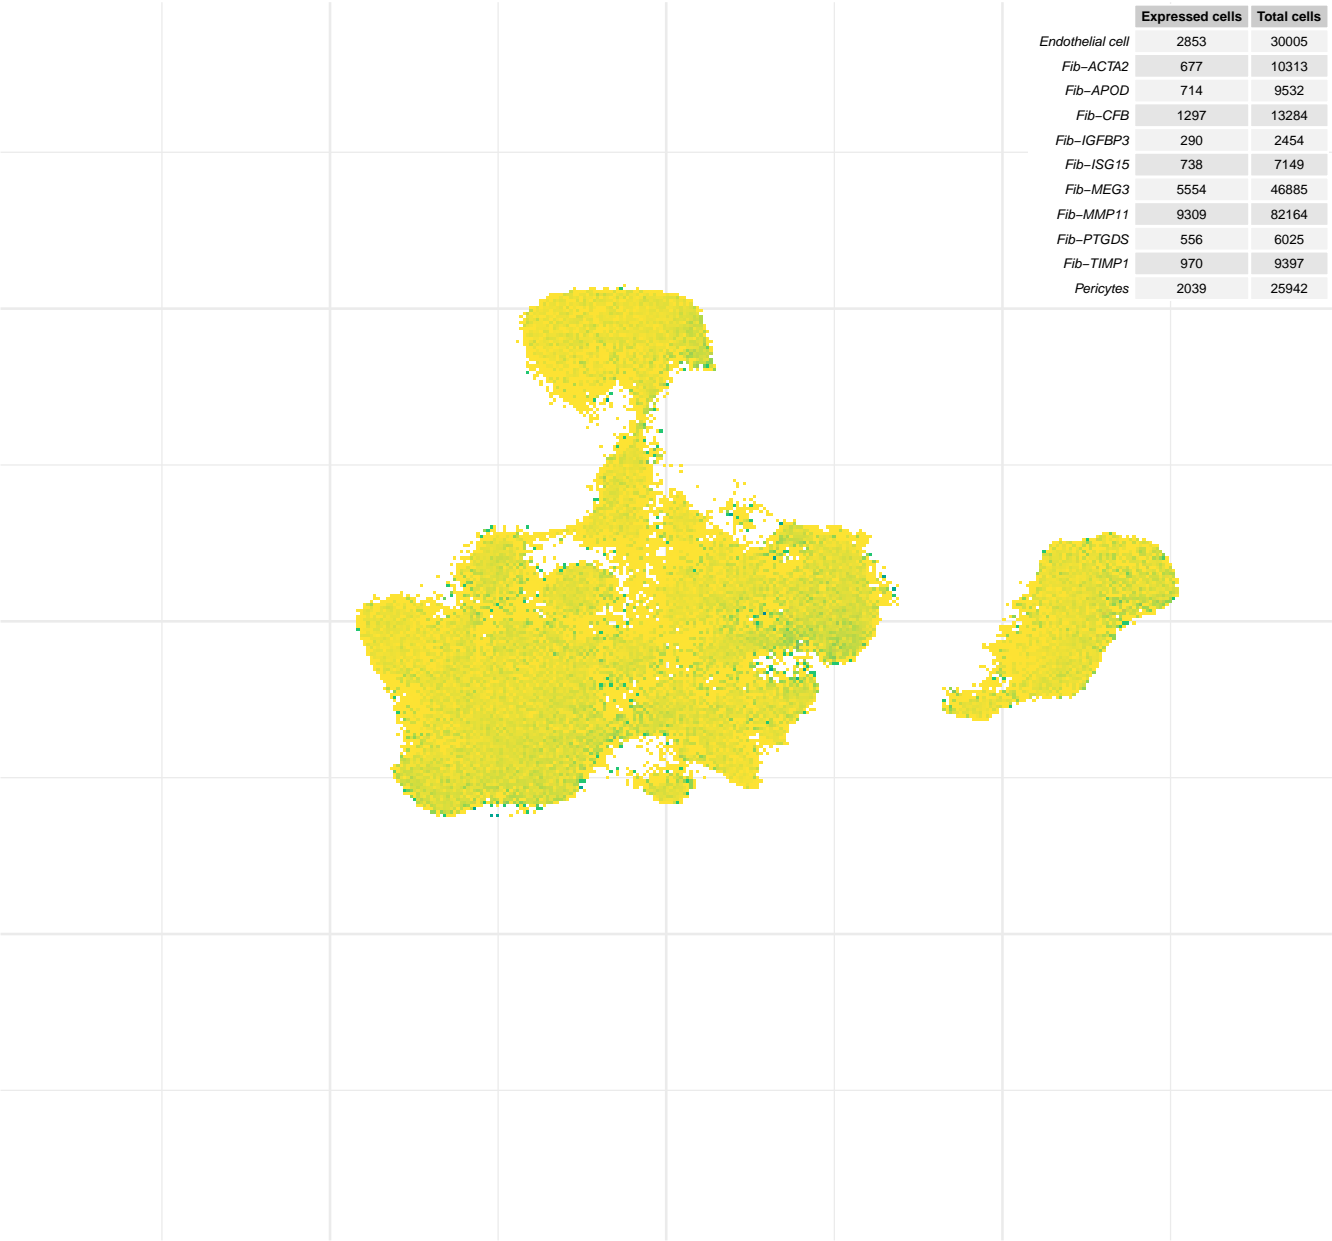 Expressed cells Total cells
Endothelial cell 2853 30005
Fib−ACTA2 677 10313
Fib−APOD 714 9532
Fib−CFB 1297 13284
Fib−IGFBP3 290 2454
Fib−ISG15 738 7149
Fib−MEG3 5554 46885
Fib−MMP11 9309 82164
Fib−PTGDS 556 6025
Fib−TIMP1 970 9397
Pericytes 2039 25942